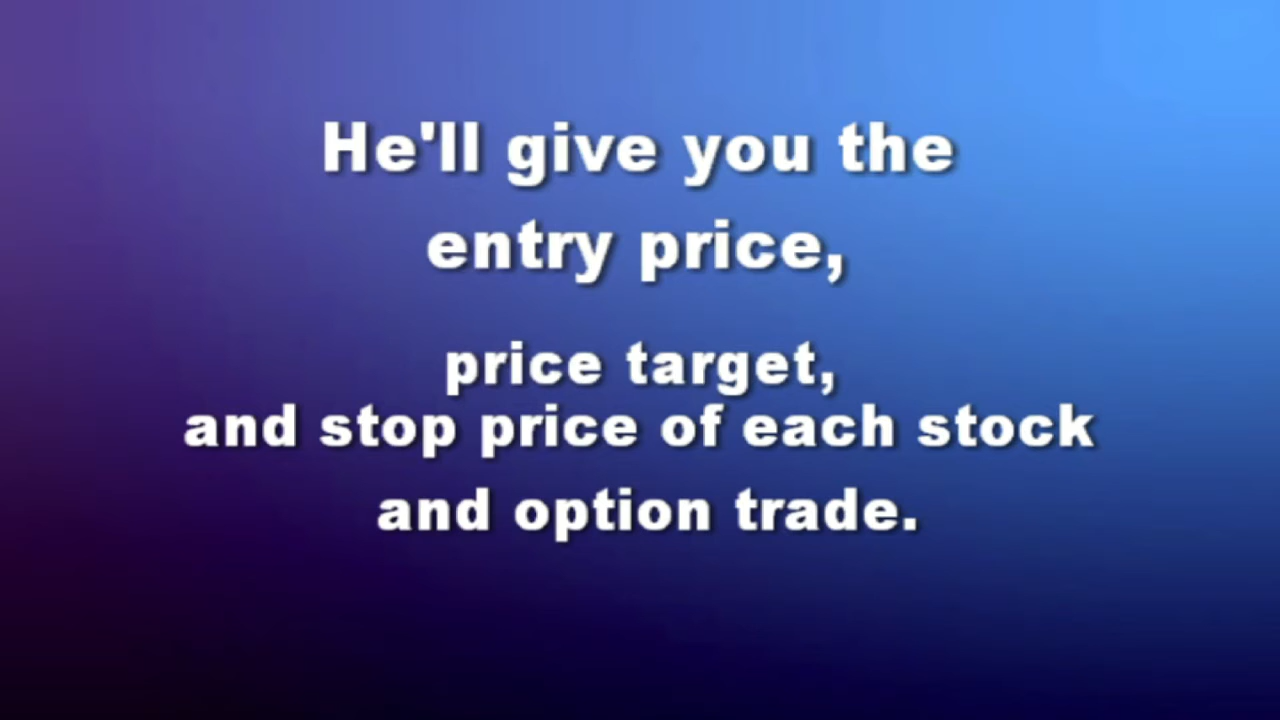 He'll give you the
entry price,
price target,
and stop price of each stock
and option trade.